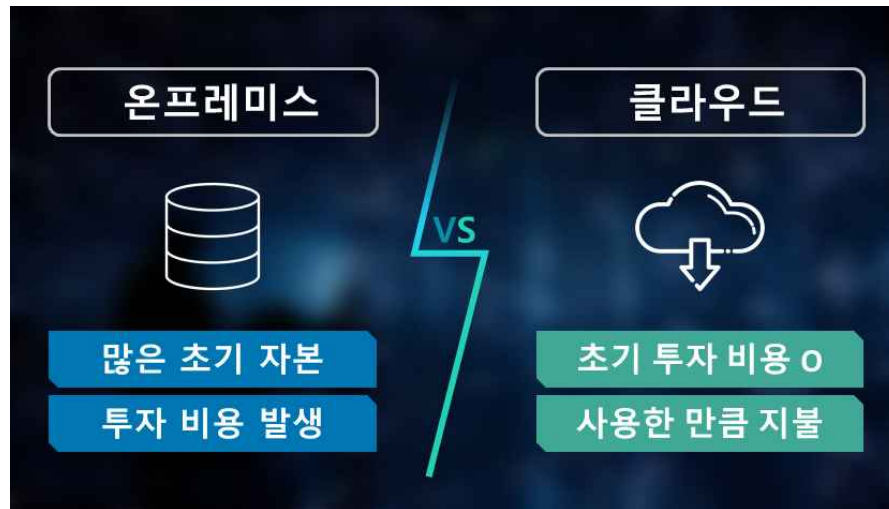 온프레미스
많은 초기 자본
투자 비용 발생
VS
클라우드
초기 투자 비용 0
사용한 만큼 지불